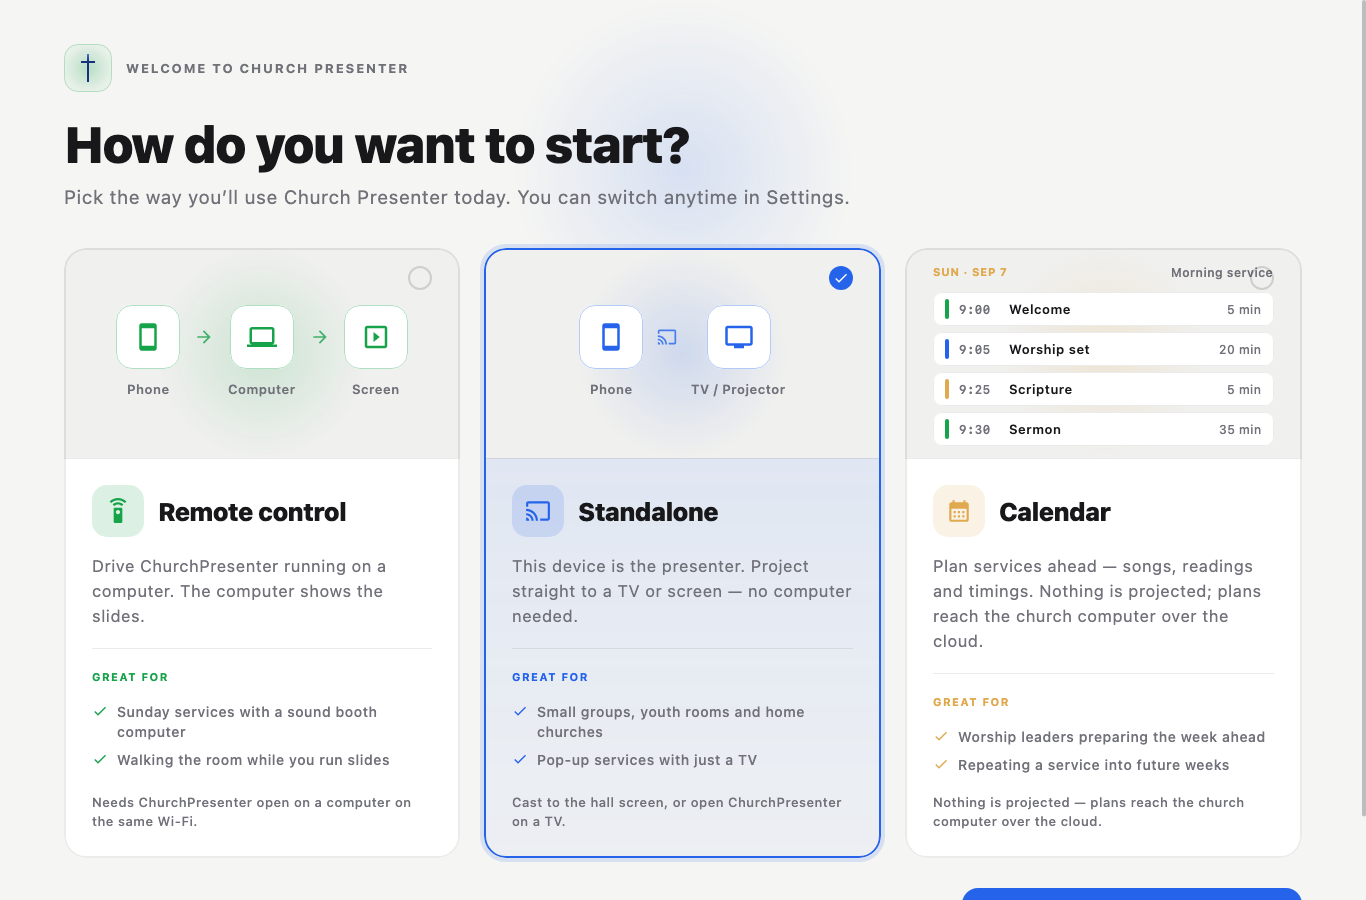 WELCOME TO CHURCH PRESENTER
How do you want to start?
Pick the way you’ll use Church Presenter today. You can switch anytime in Settings.
Phone
Computer
Screen
Remote control
Drive ChurchPresenter running on a
computer. The computer shows the
slides.
GREAT FOR
Sunday services with a sound booth
computer
Walking the room while you run slides
Needs ChurchPresenter open on a computer on
the same Wi-Fi.
Phone
TV / Projector
Standalone
This device is the presenter. Project
straight to a TV or screen — no computer
needed.
GREAT FOR
Small groups, youth rooms and home
churches
Pop-up services with just a TV
Cast to the hall screen, or open ChurchPresenter
on a TV.
SUN · SEP 7 Morning service
9:00 Welcome 5 min
9:05 Worship set 20 min
9:25 Scripture 5 min
9:30 Sermon 35 min
Calendar
Plan services ahead — songs, readings
and timings. Nothing is projected; plans
reach the church computer over the
cloud.
GREAT FOR
Worship leaders preparing the week ahead
Repeating a service into future weeks
Nothing is projected — plans reach the church
computer over the cloud.